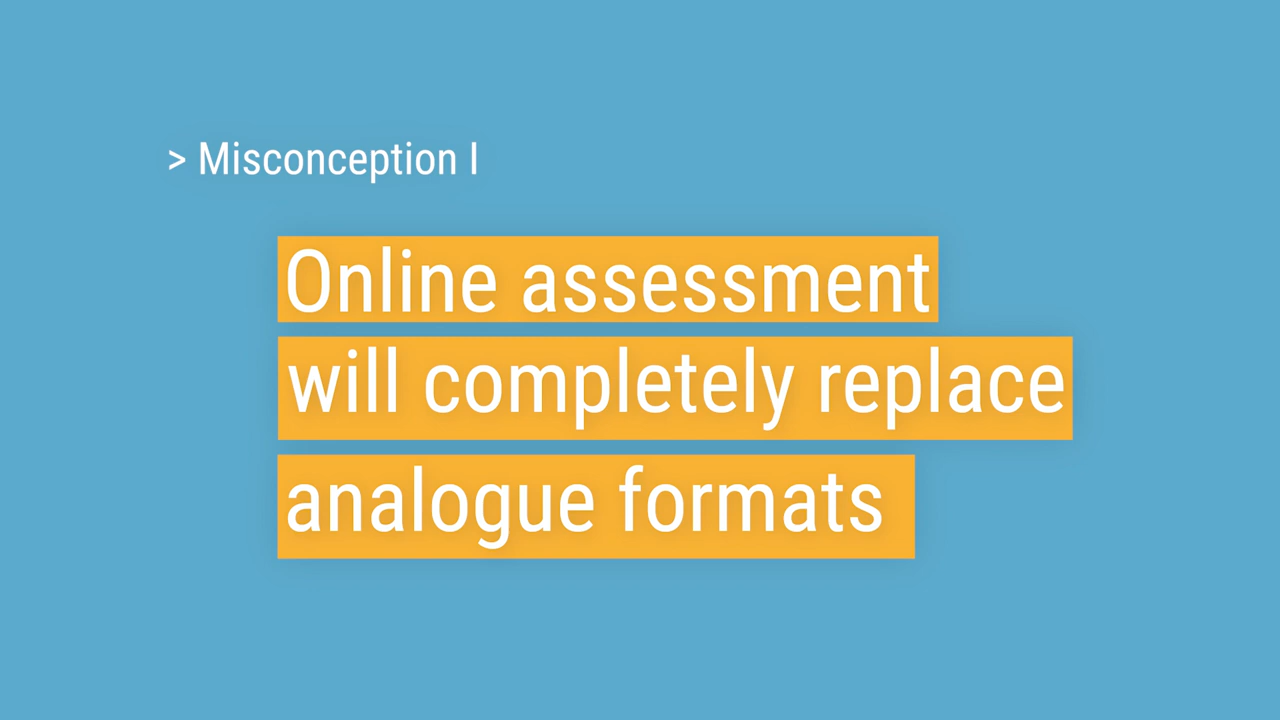 > Misconception I
Online assessment
will completely replace
analogue formats